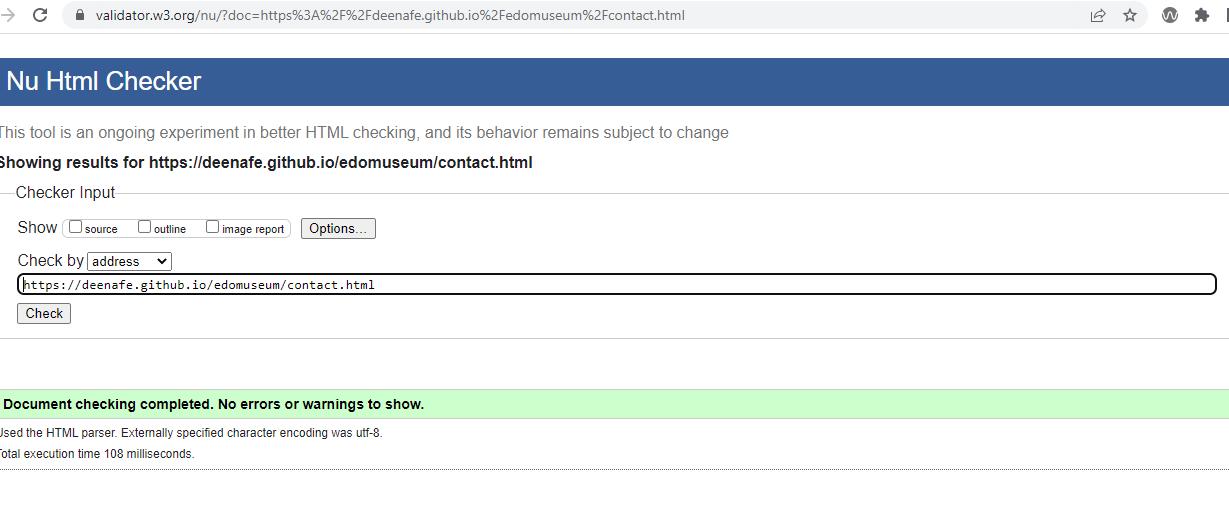 validator.w3.org/nu/?doc=https%3A%2F%2Fdeenafe.github.io%2Fedomuseum%2Fcontact.html
Nu Html Checker
This tool is an ongoing experiment in better HTML checking, and its behavior remains subject to change
Showing results for https://deenafe.github.io/edomuseum/contact.html
Checker Input
Show source outline image report Options...
Check by address
https://deenafe.github.io/edomuseum/contact.html
Check
Document checking completed. No errors or warnings to show.
Used the HTML parser. Externally specified character encoding was utf-8.
Total execution time 108 milliseconds.